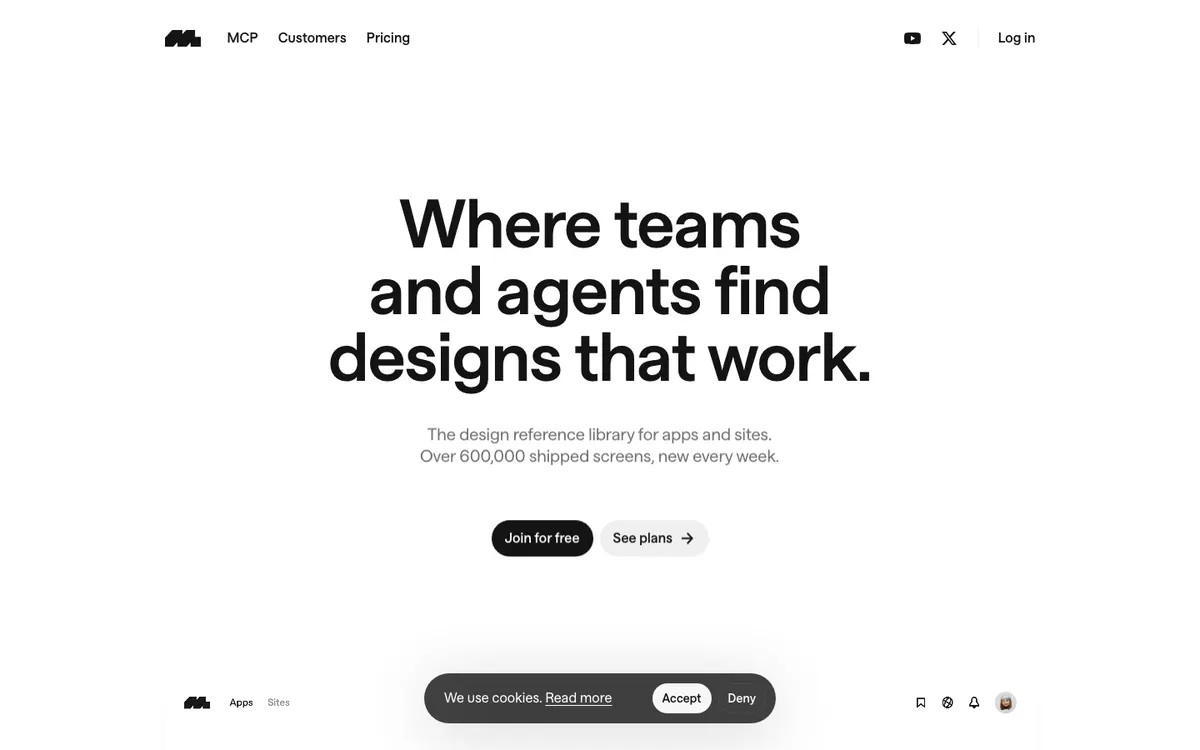 MCP Customers Pricing Log in
Where teams
and agents find
designs that work.
The design reference library for apps and sites.
Over 600,000 shipped screens, new every week.
Join for free See plans
We use cookies. Read more Accept Deny
Apps Sites